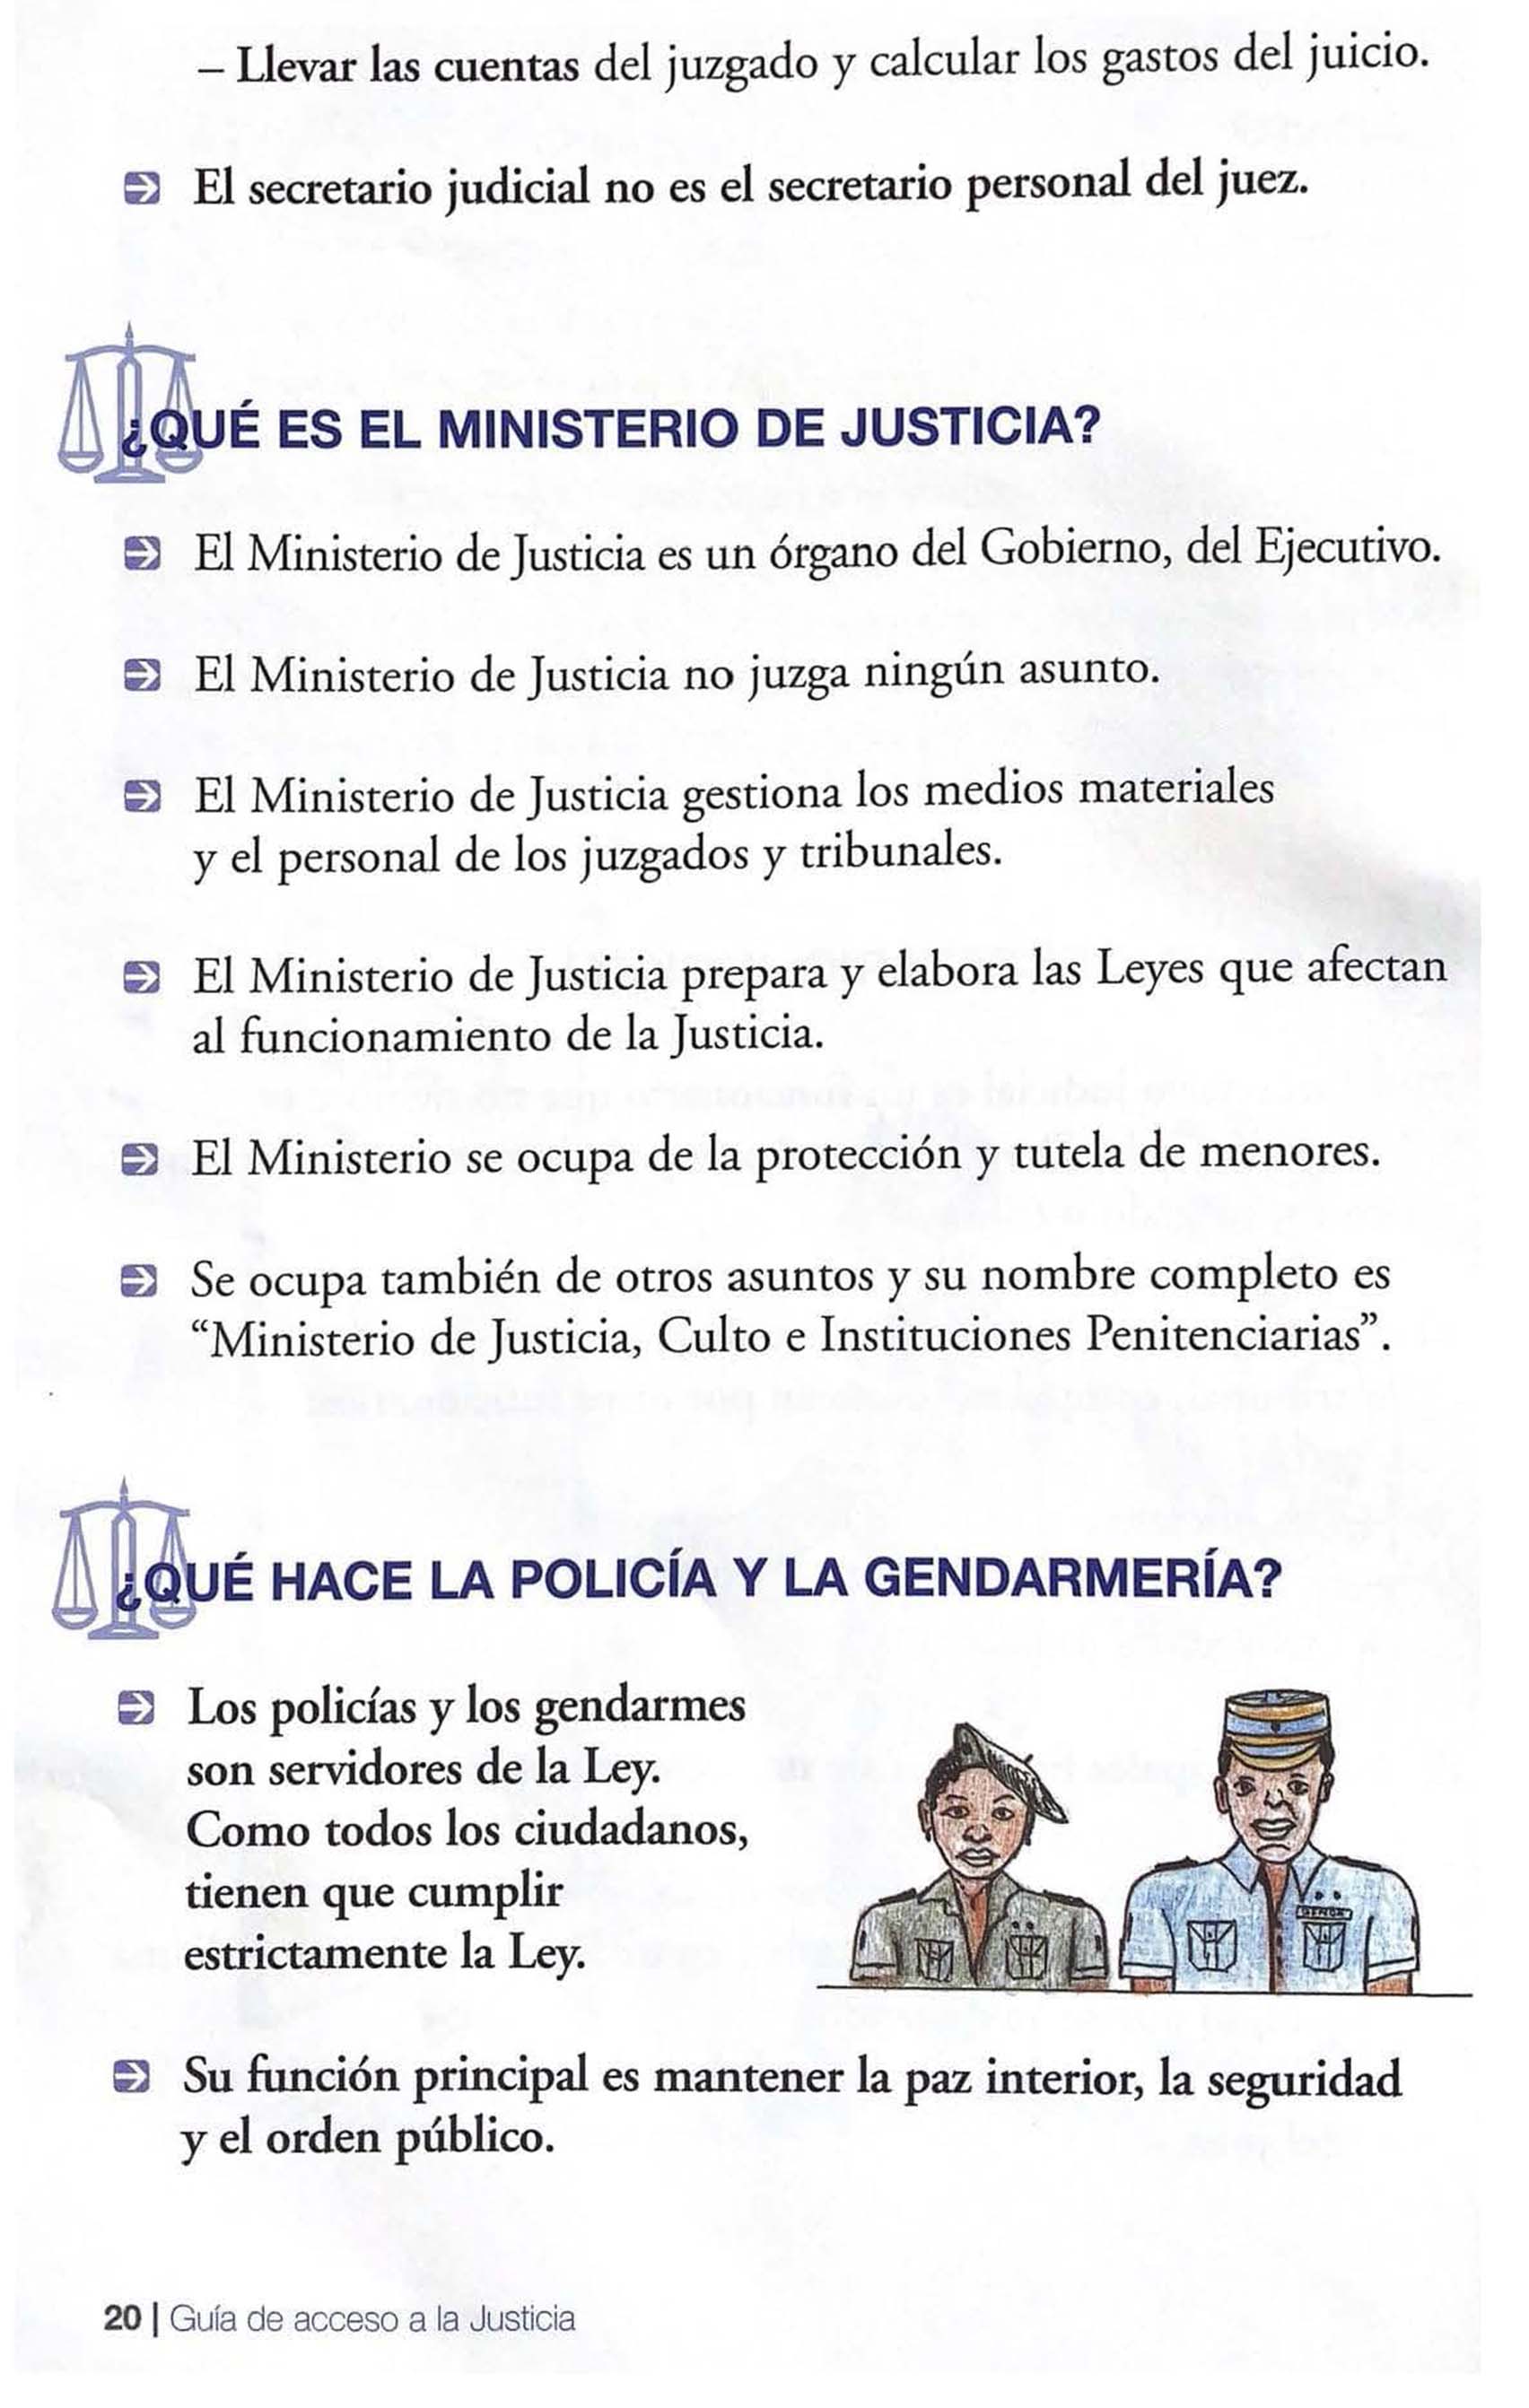 – Llevar las cuentas del juzgado y calcular los gastos del juicio.
El secretario judicial no es el secretario personal del juez.
¿QUÉ ES EL MINISTERIO DE JUSTICIA?
El Ministerio de Justicia es un órgano del Gobierno, del Ejecutivo.
El Ministerio de Justicia no juzga ningún asunto.
El Ministerio de Justicia gestiona los medios materiales
y el personal de los juzgados y tribunales.
El Ministerio de Justicia prepara y elabora las Leyes que afectan
al funcionamiento de la Justicia.
El Ministerio se ocupa de la protección y tutela de menores.
Se ocupa también de otros asuntos y su nombre completo es
“Ministerio de Justicia, Culto e Instituciones Penitenciarias”.
¿QUÉ HACE LA POLICÍA Y LA GENDARMERÍA?
Los policías y los gendarmes
son servidores de la Ley.
Como todos los ciudadanos,
tienen que cumplir
estrictamente la Ley.
Su función principal es mantener la paz interior, la seguridad
y el orden público.
20 | Guía de acceso a la Justicia